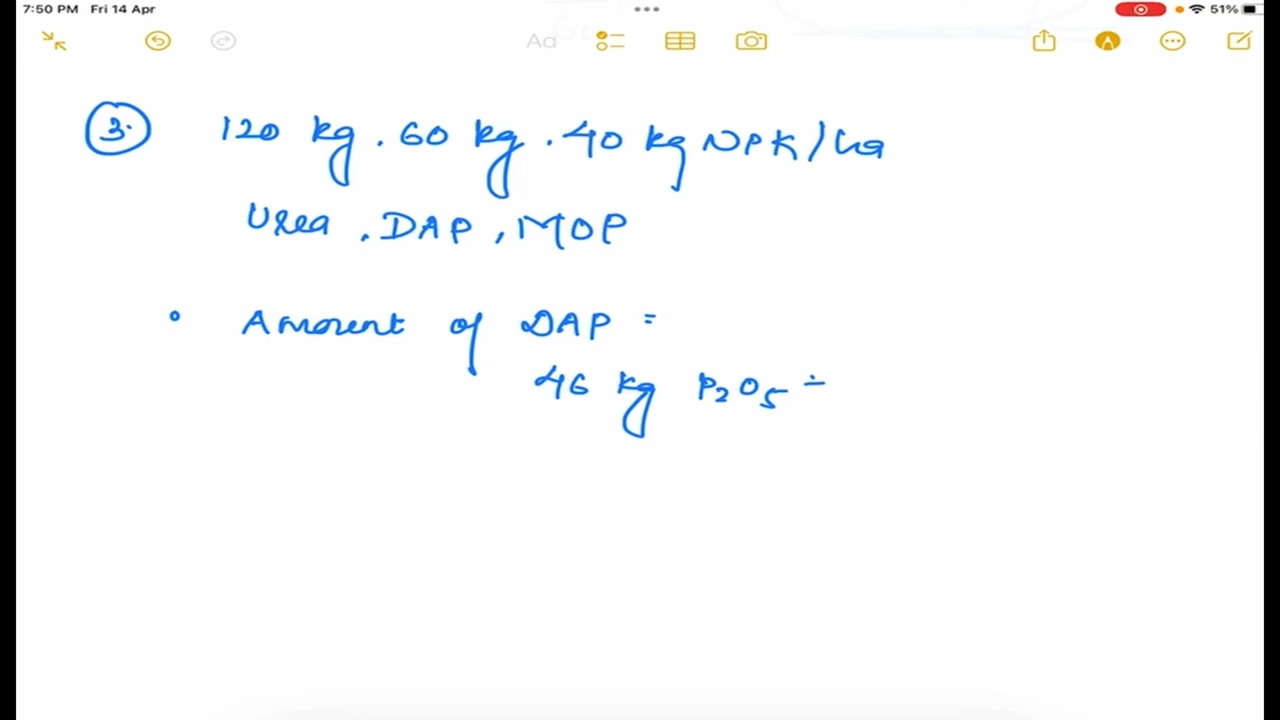 7:50 PM Fri 14 Apr
51%
Aa
3. 120 kg . 60 kg . 40 kg NPK/ha
Urea , DAP , MOP
Amount of DAP =
46 kg P₂O₅ =